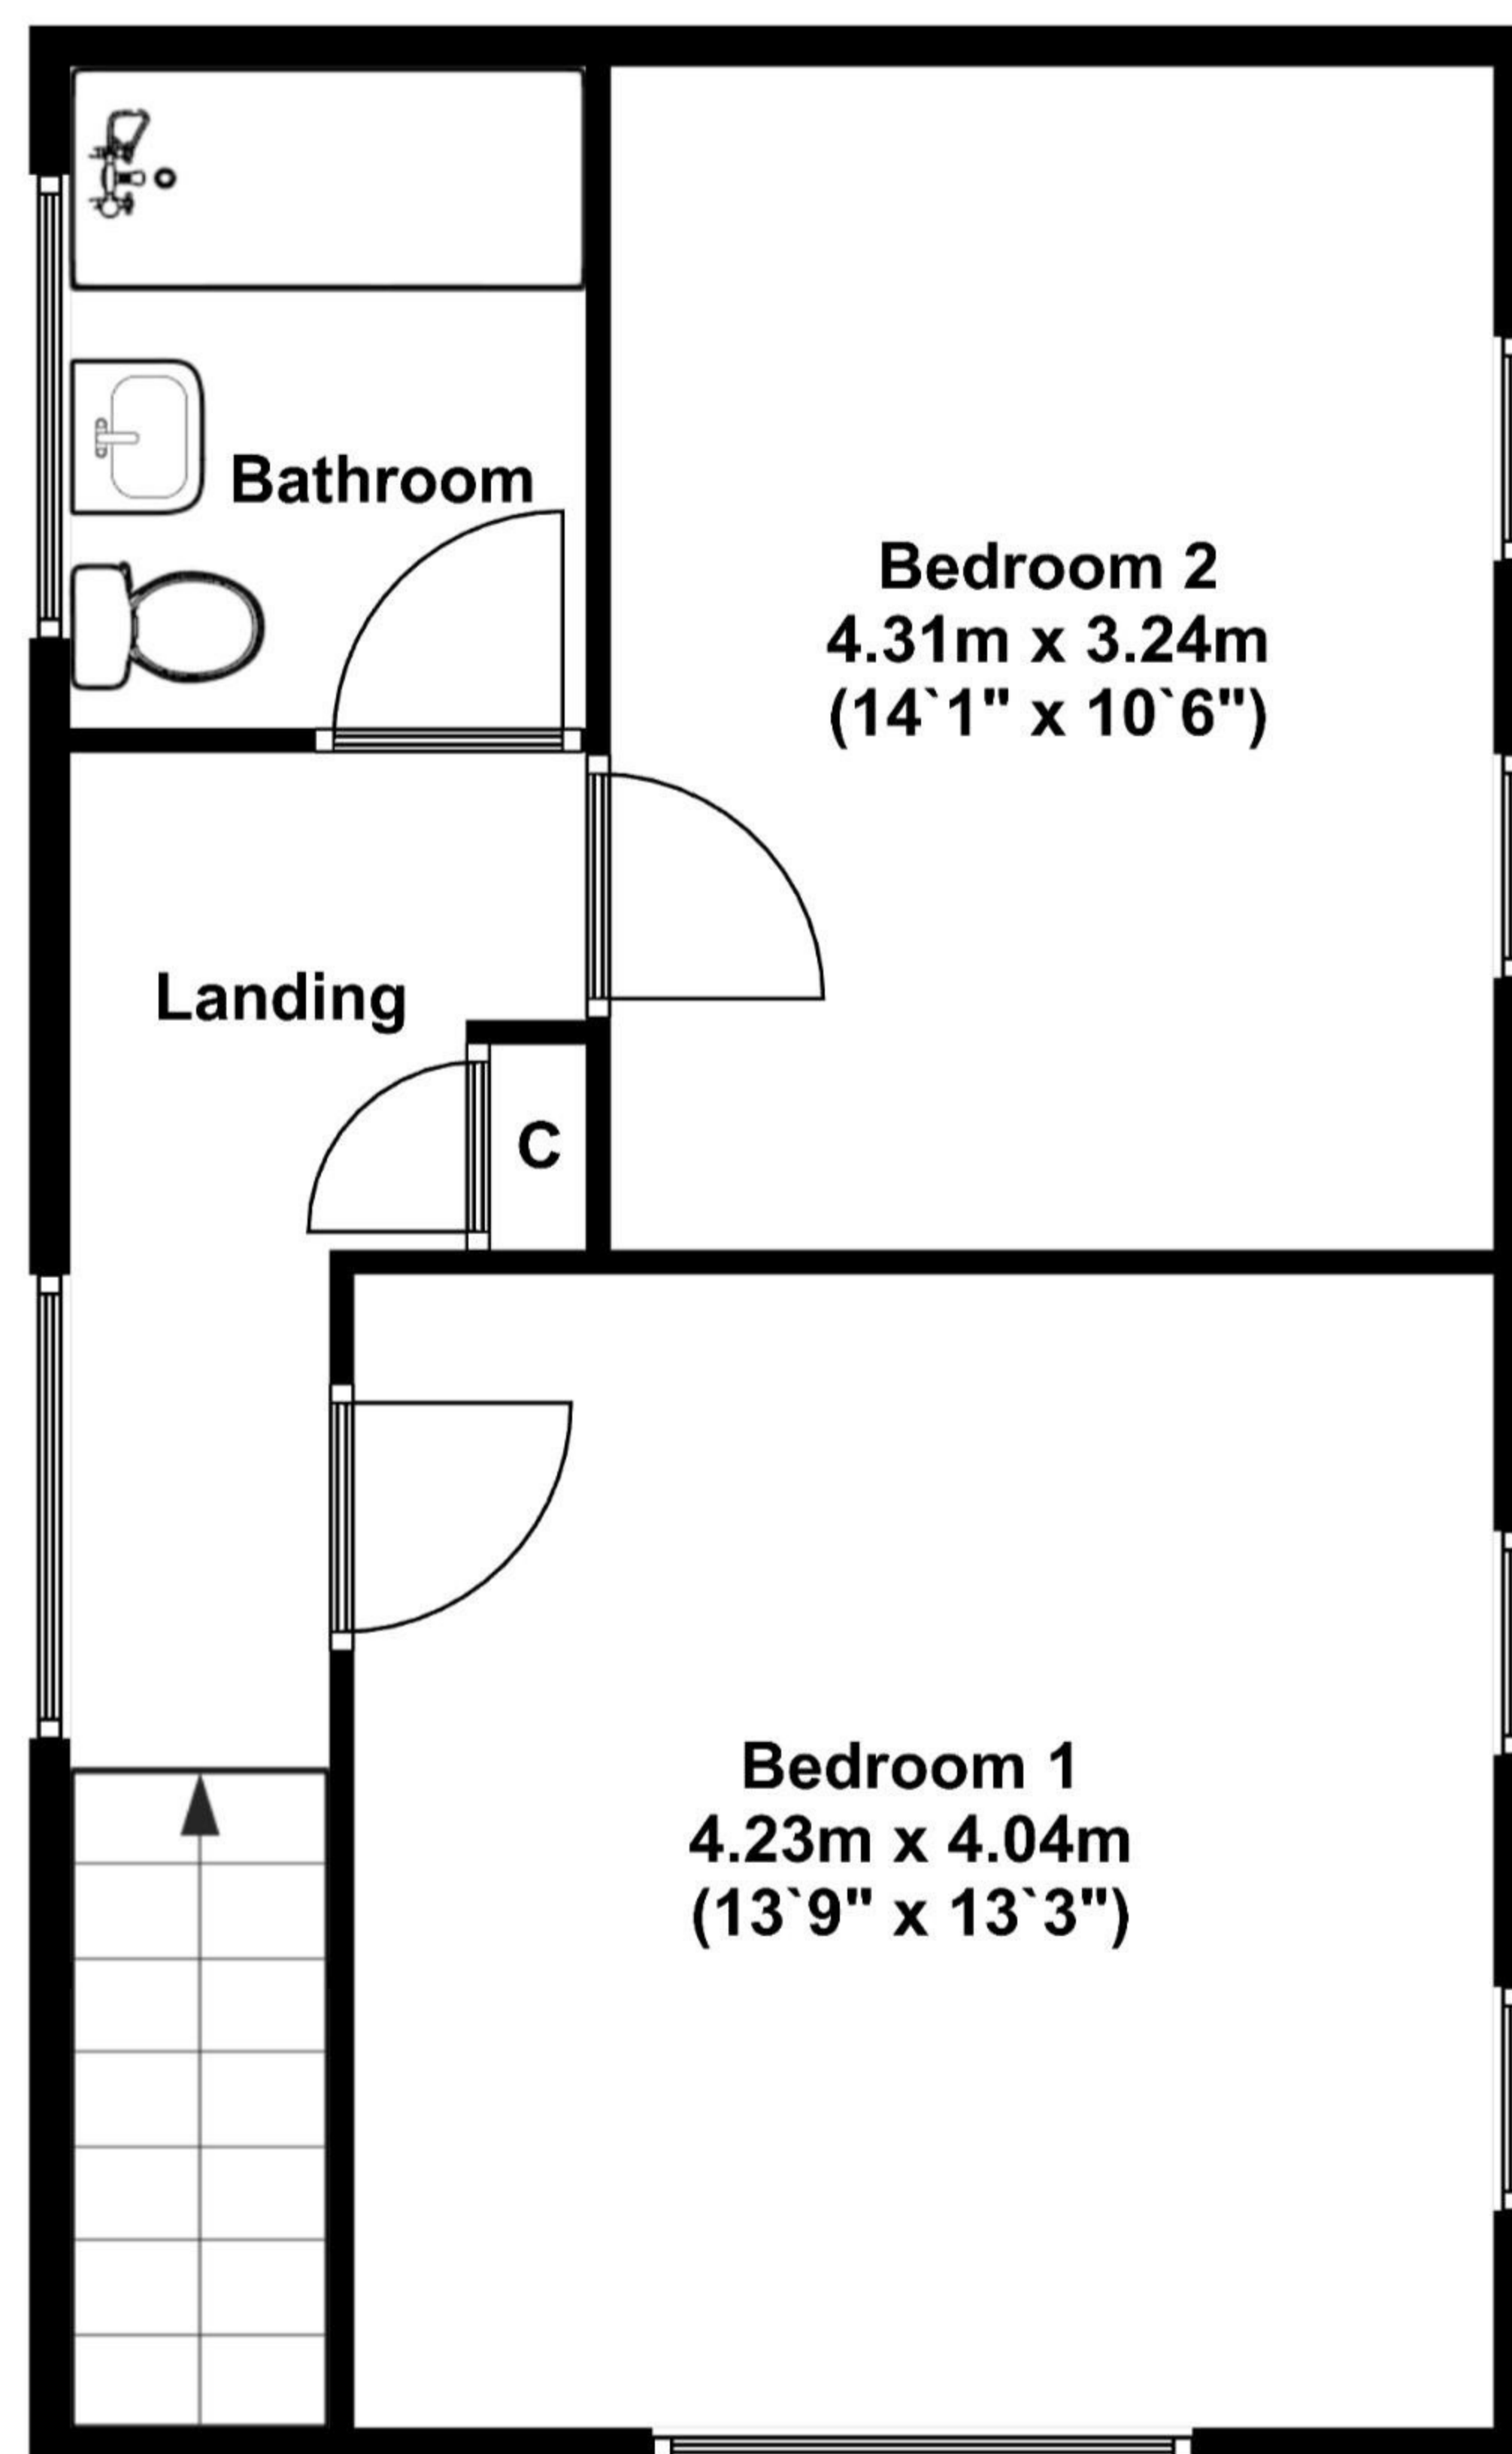 Bathroom
Bedroom 2
4.31m x 3.24m
(14`1" x 10`6")
Landing
C
Bedroom 1
4.23m x 4.04m
(13`9" x 13`3")